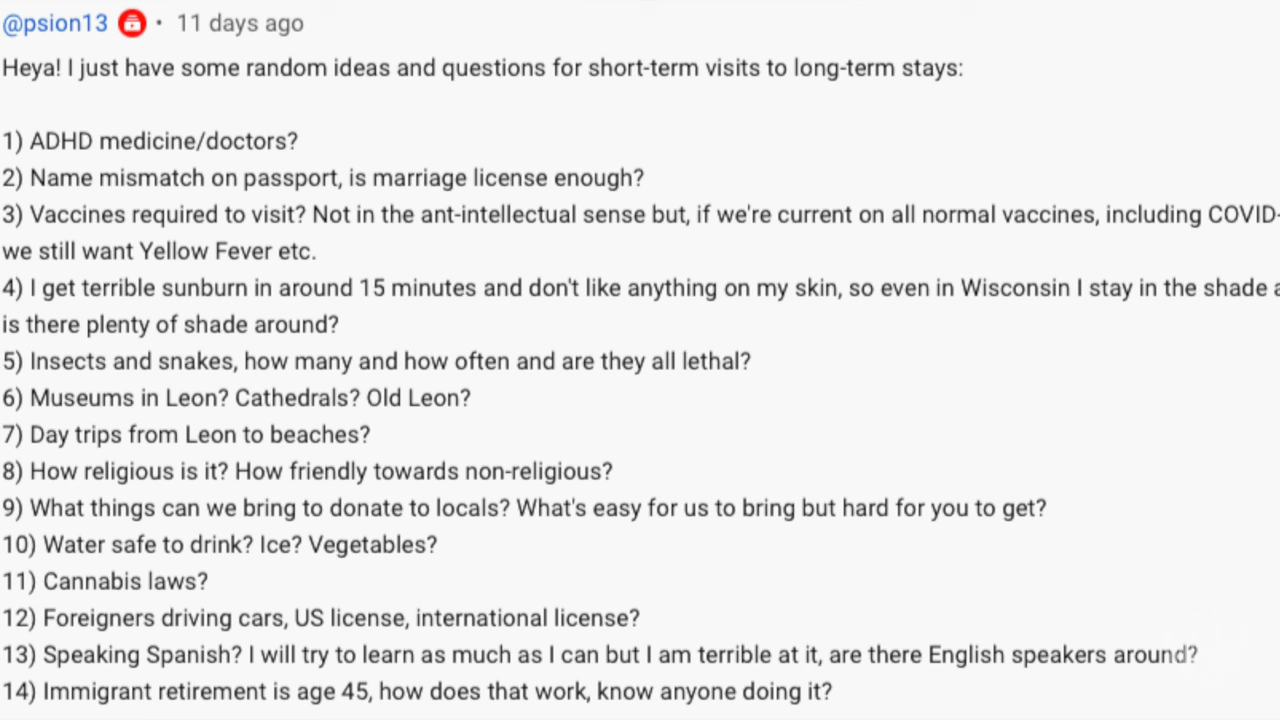 @psion13 · 11 days ago
Heya! I just have some random ideas and questions for short-term visits to long-term stays:
1) ADHD medicine/doctors?
2) Name mismatch on passport, is marriage license enough?
3) Vaccines required to visit? Not in the ant-intellectual sense but, if we're current on all normal vaccines, including COVID-
we still want Yellow Fever etc.
4) I get terrible sunburn in around 15 minutes and don't like anything on my skin, so even in Wisconsin I stay in the shade a
is there plenty of shade around?
5) Insects and snakes, how many and how often and are they all lethal?
6) Museums in Leon? Cathedrals? Old Leon?
7) Day trips from Leon to beaches?
8) How religious is it? How friendly towards non-religious?
9) What things can we bring to donate to locals? What's easy for us to bring but hard for you to get?
10) Water safe to drink? Ice? Vegetables?
11) Cannabis laws?
12) Foreigners driving cars, US license, international license?
13) Speaking Spanish? I will try to learn as much as I can but I am terrible at it, are there English speakers around?
14) Immigrant retirement is age 45, how does that work, know anyone doing it?